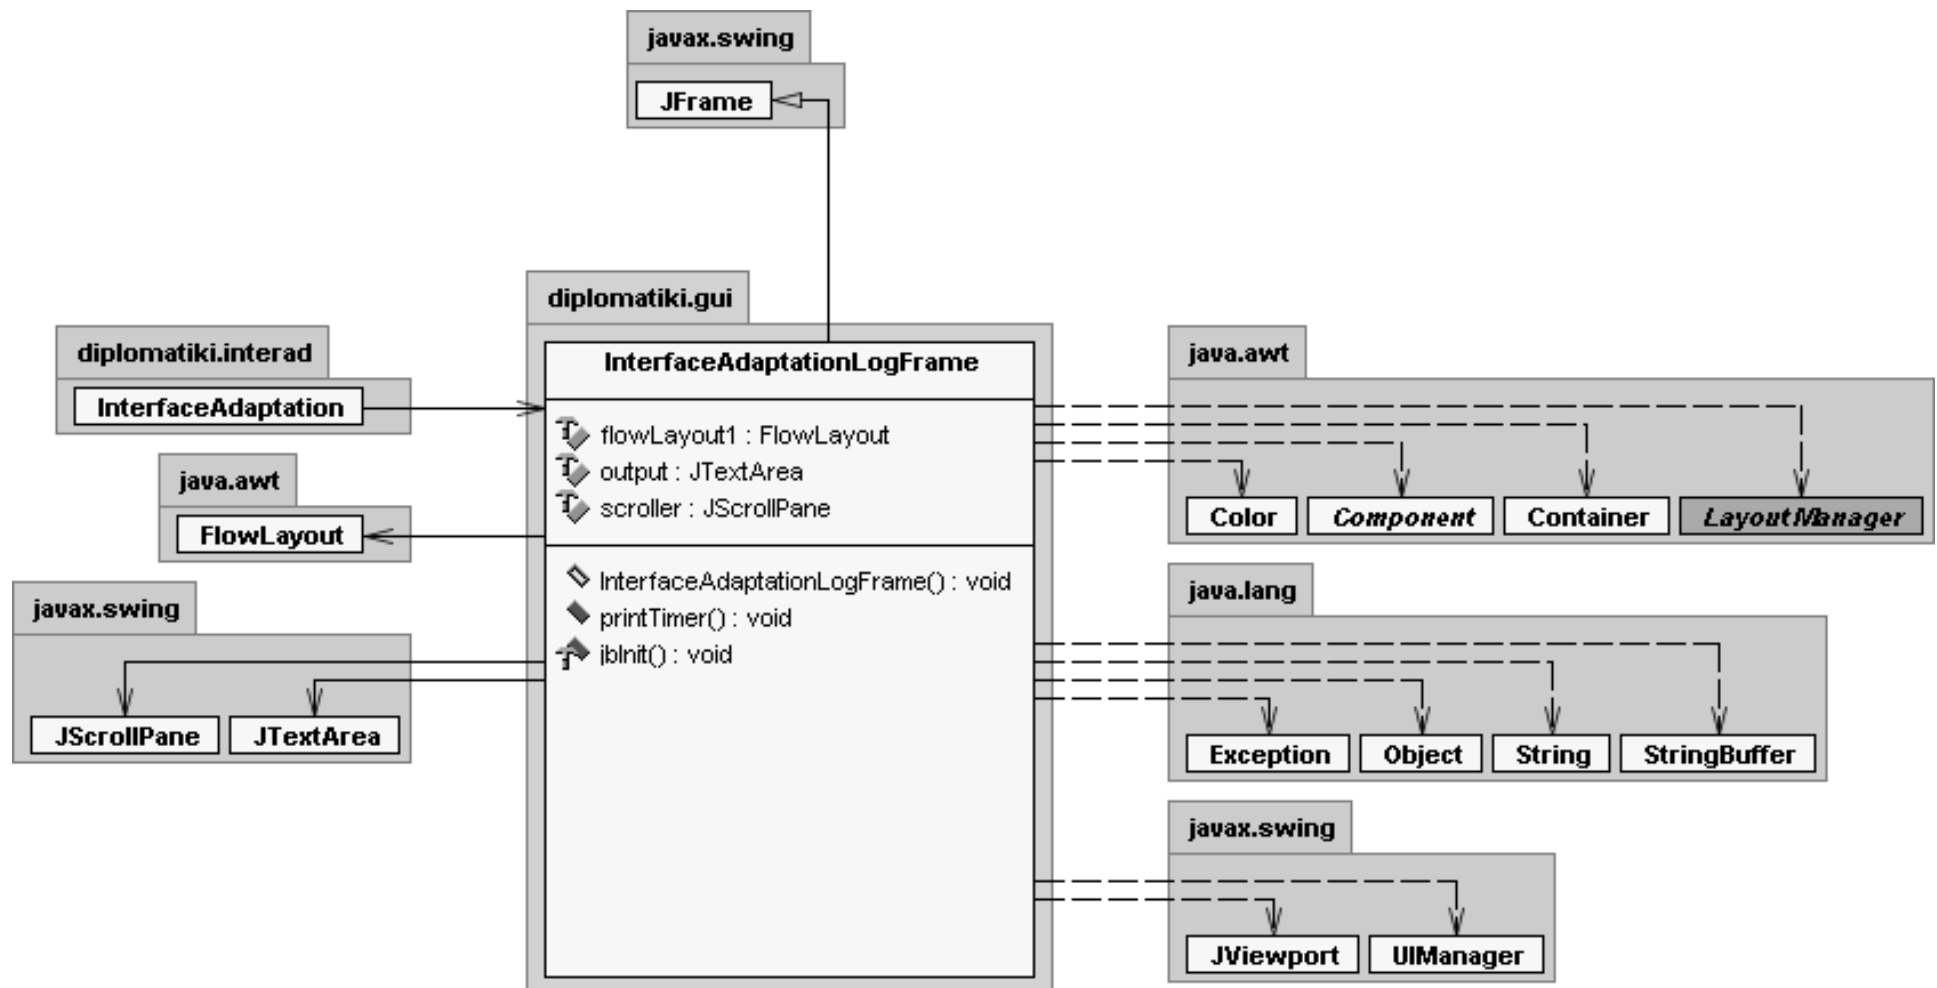 javax.swing
JFrame
diplomatiki.gui
InterfaceAdaptationLogFrame
flowLayout1 : FlowLayout
output : JTextArea
scroller : JScrollPane
InterfaceAdaptationLogFrame() : void
printTimer() : void
jbInit() : void
diplomatiki.interad
InterfaceAdaptation
java.awt
FlowLayout
javax.swing
JScrollPane
JTextArea
java.awt
Color
Component
Container
LayoutManager
java.lang
Exception
Object
String
StringBuffer
javax.swing
JViewport
UIManager